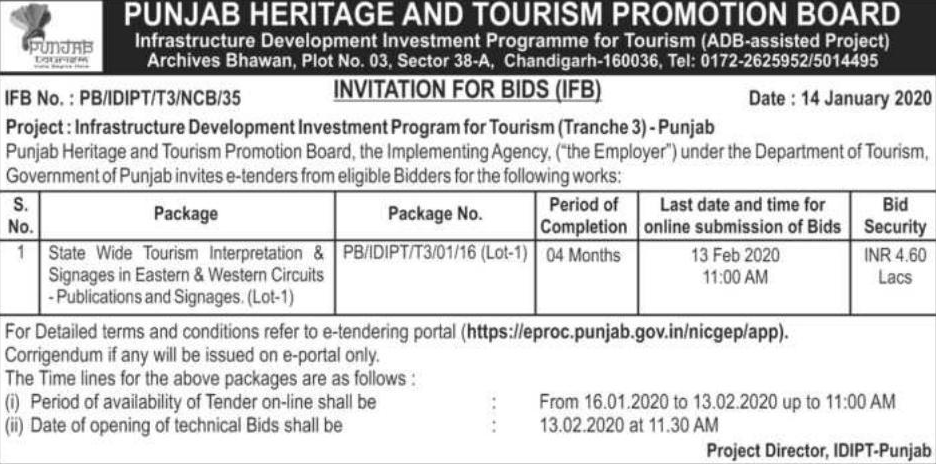 PUNJAB HERITAGE AND TOURISM PROMOTION BOARD
Infrastructure Development Investment Programme for Tourism (ADB-assisted Project)
Archives Bhawan, Plot No. 03, Sector 38-A, Chandigarh-160036, Tel: 0172-2625952/5014495
PUNJAB
tourism
IFB No. : PB/IDIPT/T3/NCB/35
INVITATION FOR BIDS (IFB)
Date : 14 January 2020
Project : Infrastructure Development Investment Program for Tourism (Tranche 3) - Punjab
Punjab Heritage and Tourism Promotion Board, the Implementing Agency, ("the Employer") under the Department of Tourism,
Government of Punjab invites e-tenders from eligible Bidders for the following works:
S. No.
Package
Package No.
Period of Completion
Last date and time for online submission of Bids
Bid Security
1
State Wide Tourism Interpretation &
Signages in Eastern & Western Circuits
- Publications and Signages. (Lot-1)
PB/IDIPT/T3/01/16 (Lot-1)
04 Months
13 Feb 2020
11:00 AM
INR 4.60
Lacs
For Detailed terms and conditions refer to e-tendering portal (https://eproc.punjab.gov.in/nicgep/app).
Corrigendum if any will be issued on e-portal only.
The Time lines for the above packages are as follows :
(i) Period of availability of Tender on-line shall be : From 16.01.2020 to 13.02.2020 up to 11:00 AM
(ii) Date of opening of technical Bids shall be : 13.02.2020 at 11.30 AM
Project Director, IDIPT-Punjab